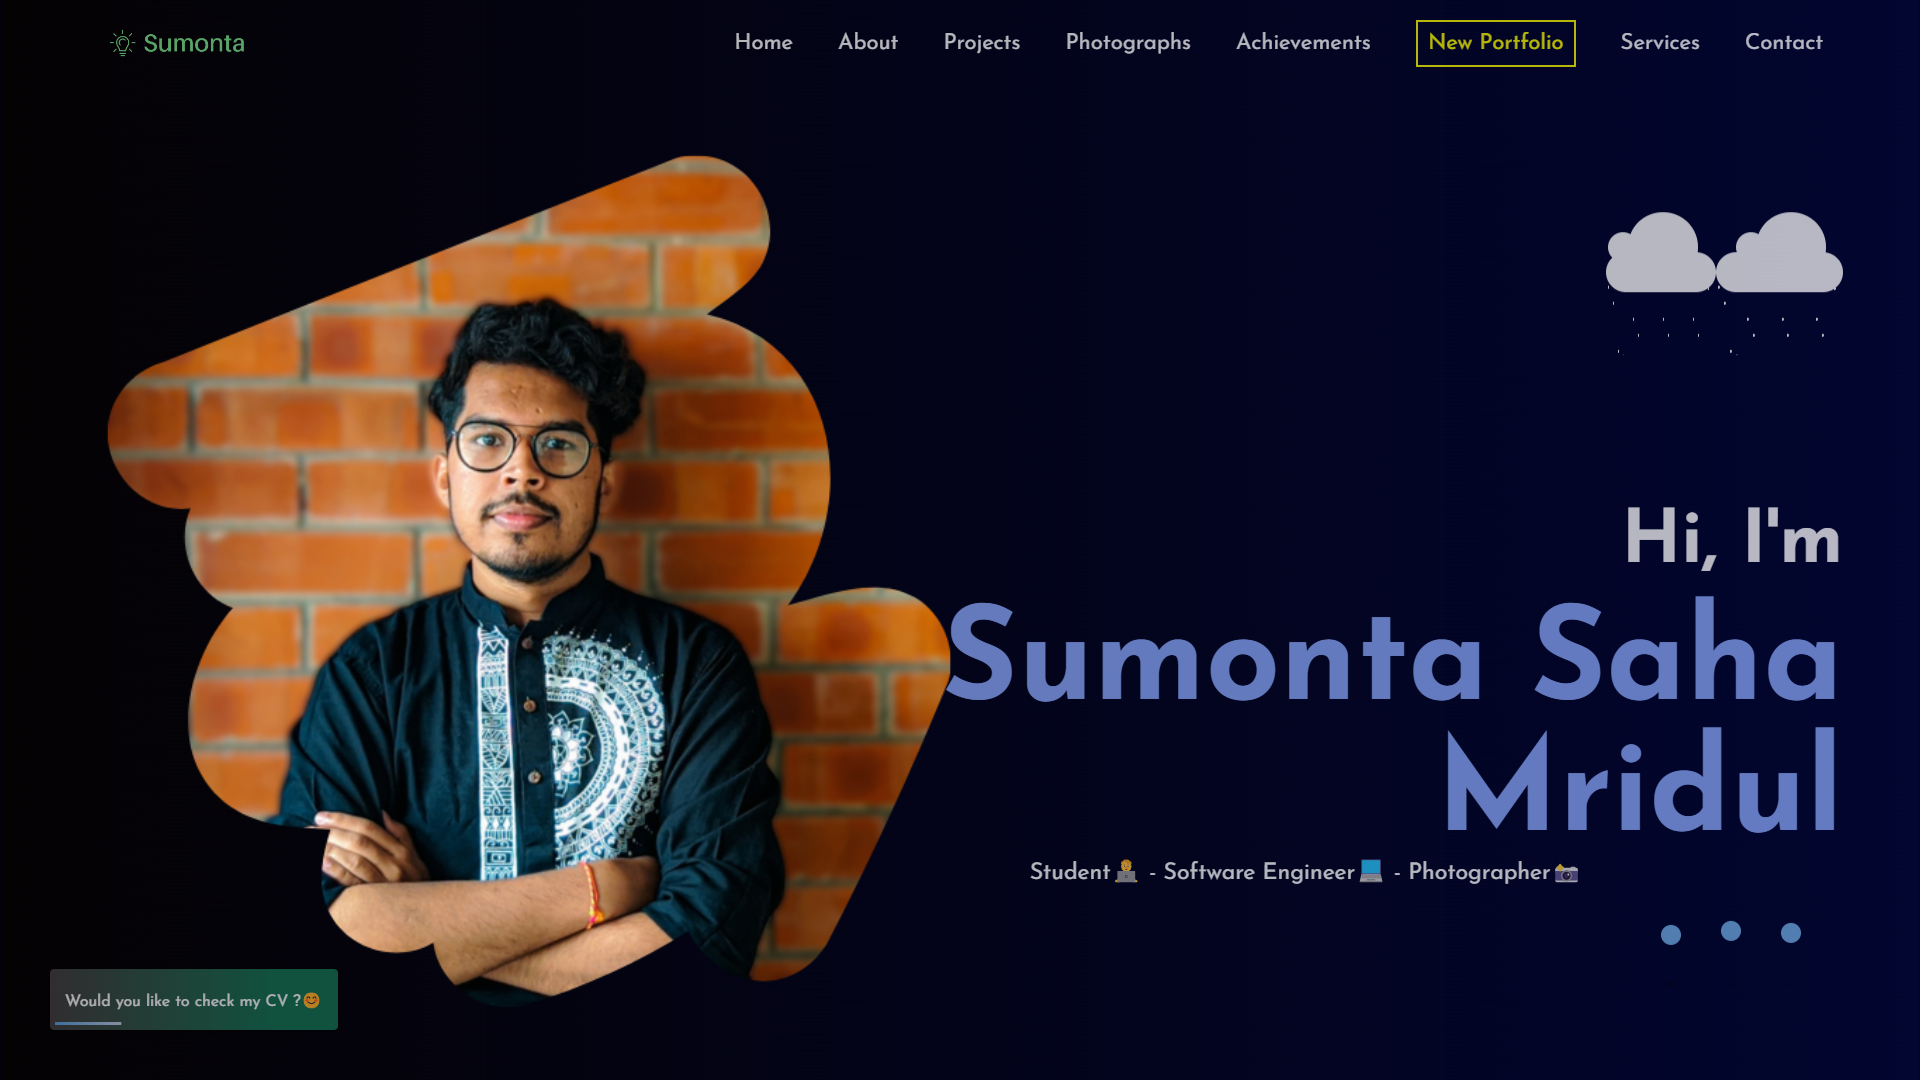 Sumonta
Home
About
Projects
Photographs
Achievements
New Portfolio
Services
Contact
Hi, I'm
Sumonta Saha
Mridul
Student🧑‍💻 - Software Engineer💻 - Photographer📸
Would you like to check my CV ?😊